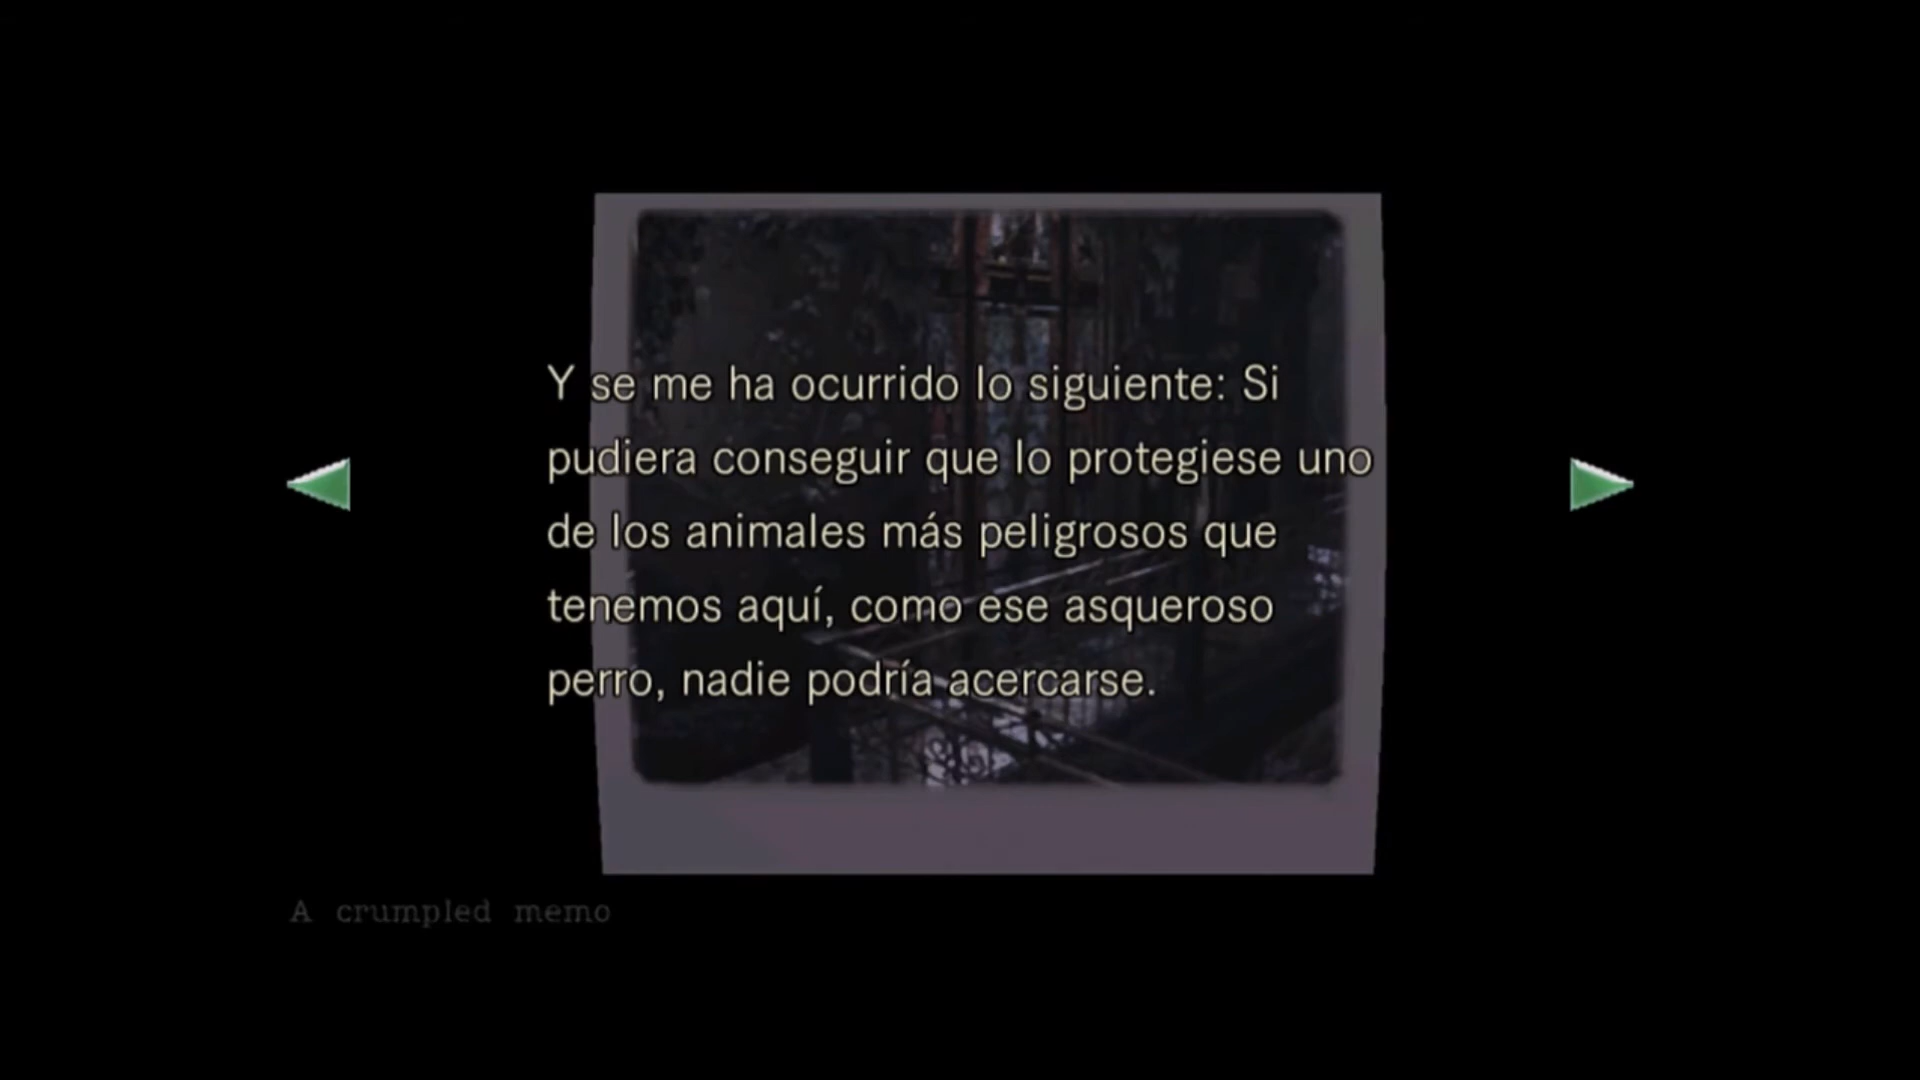 Y se me ha ocurrido lo siguiente: Si
pudiera conseguir que lo protegiese uno
de los animales más peligrosos que
tenemos aquí, como ese asqueroso
perro, nadie podría acercarse.
A crumpled memo